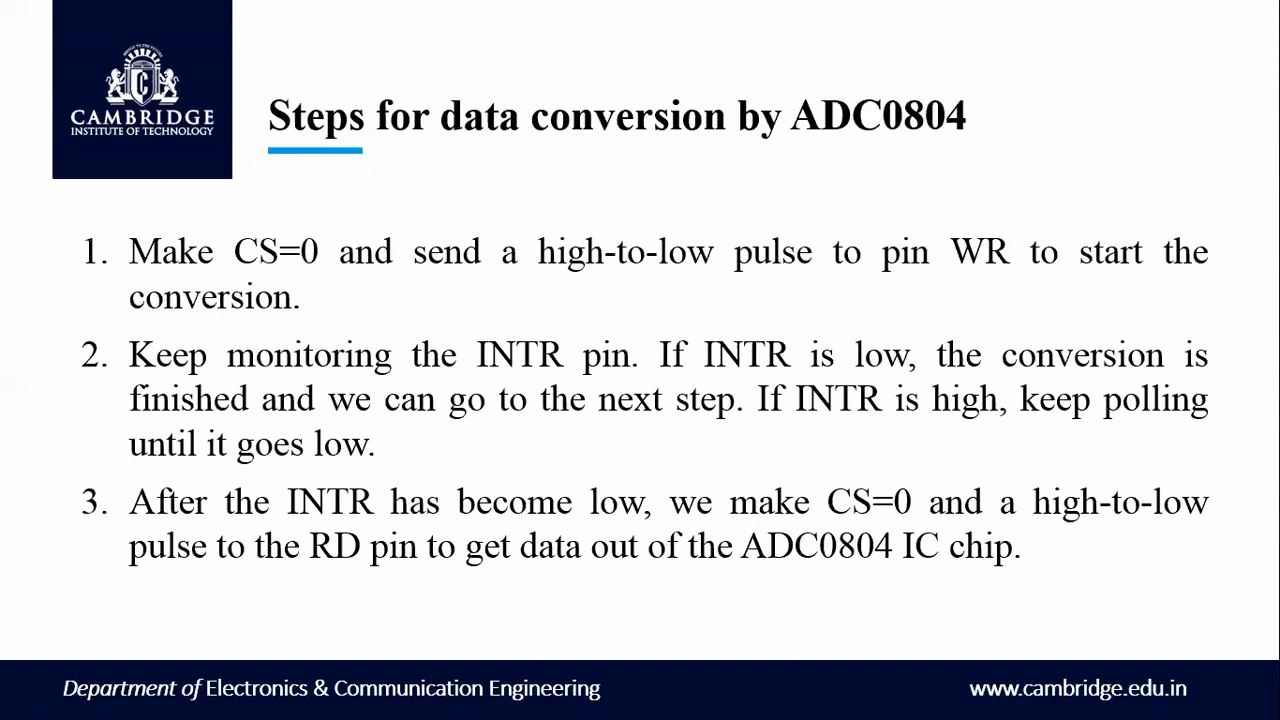 CAMBRIDGE
INSTITUTE OF TECHNOLOGY
Steps for data conversion by ADC0804
1. Make CS=0 and send a high-to-low pulse to pin WR to start the
conversion.
2. Keep monitoring the INTR pin. If INTR is low, the conversion is
finished and we can go to the next step. If INTR is high, keep polling
until it goes low.
3. After the INTR has become low, we make CS=0 and a high-to-low
pulse to the RD pin to get data out of the ADC0804 IC chip.
Department of Electronics & Communication Engineering
www.cambridge.edu.in